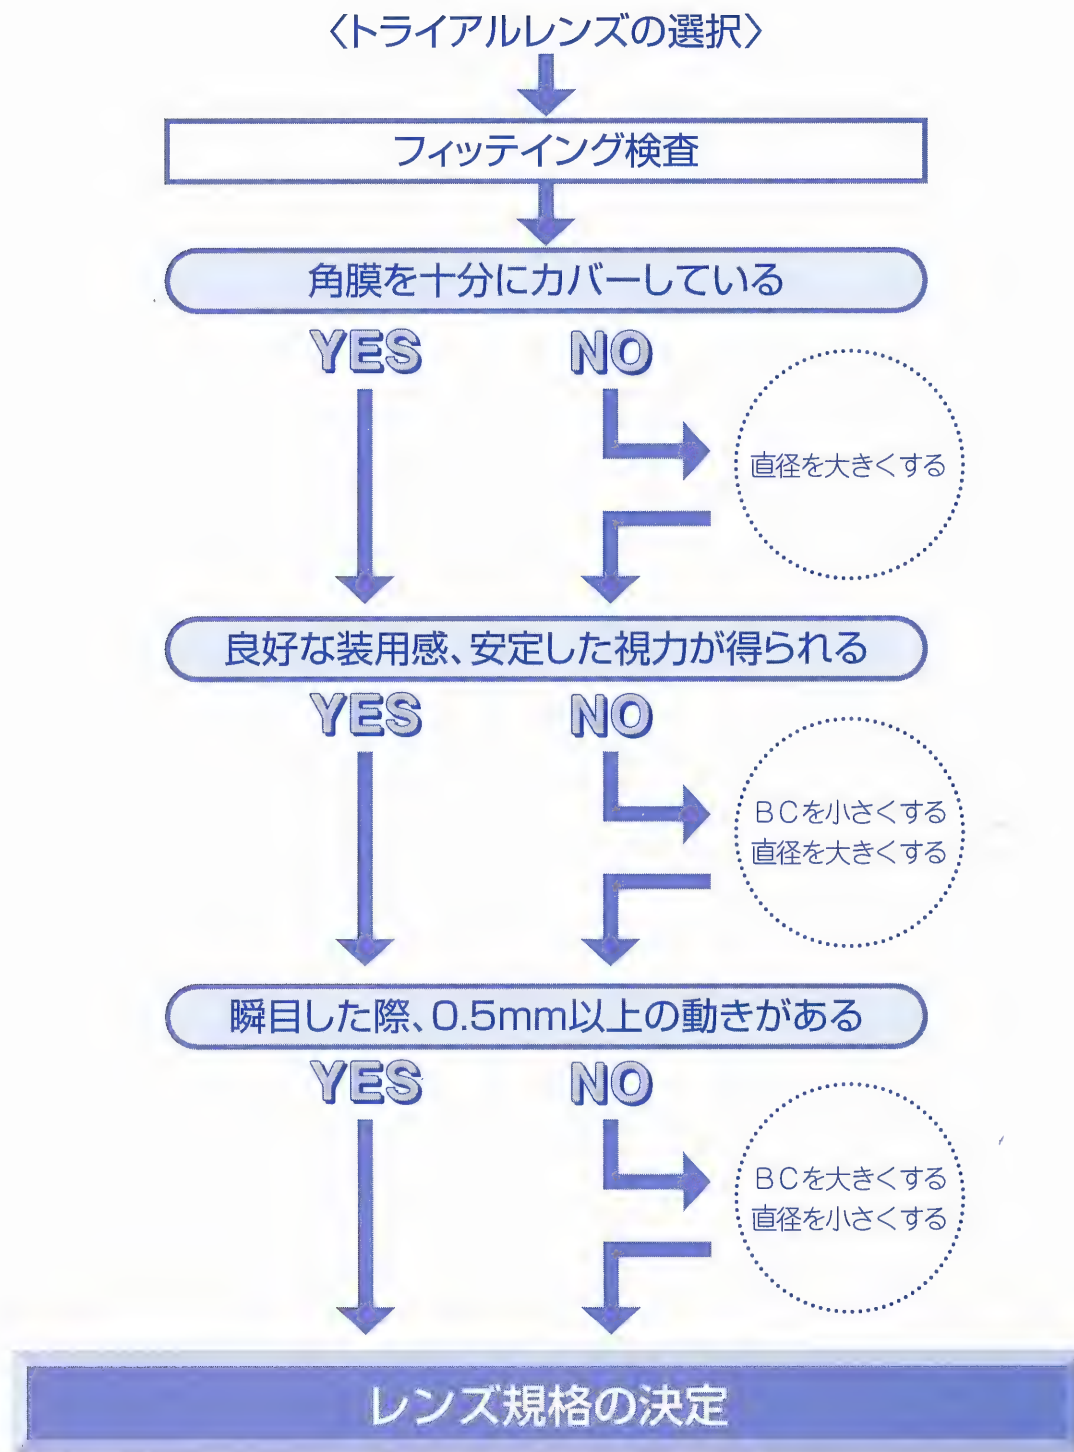 〈トライアルレンズの選択〉
フィッテイング検査
角膜を十分にカバーしている
YES NO
直径を大きくする
良好な装用感、安定した視力が得られる
YES NO
BCを小さくする
直径を大きくする
瞬目した際、0.5mm以上の動きがある
YES NO
BCを大きくする
直径を小さくする
レンズ規格の決定